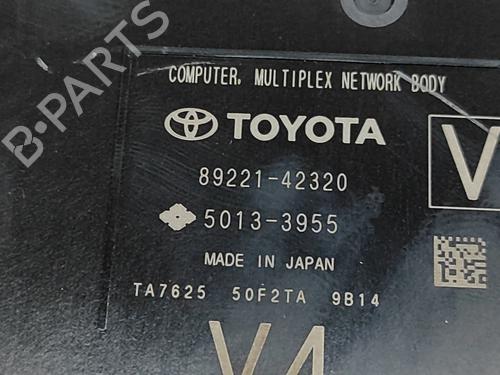 B-PARTS
COMPUTER, MULTIPLEX NETWORK BODY
TOYOTA
V
89221-42320
5013-3955
MADE IN JAPAN
TA7625 50F2TA 9B14
V4